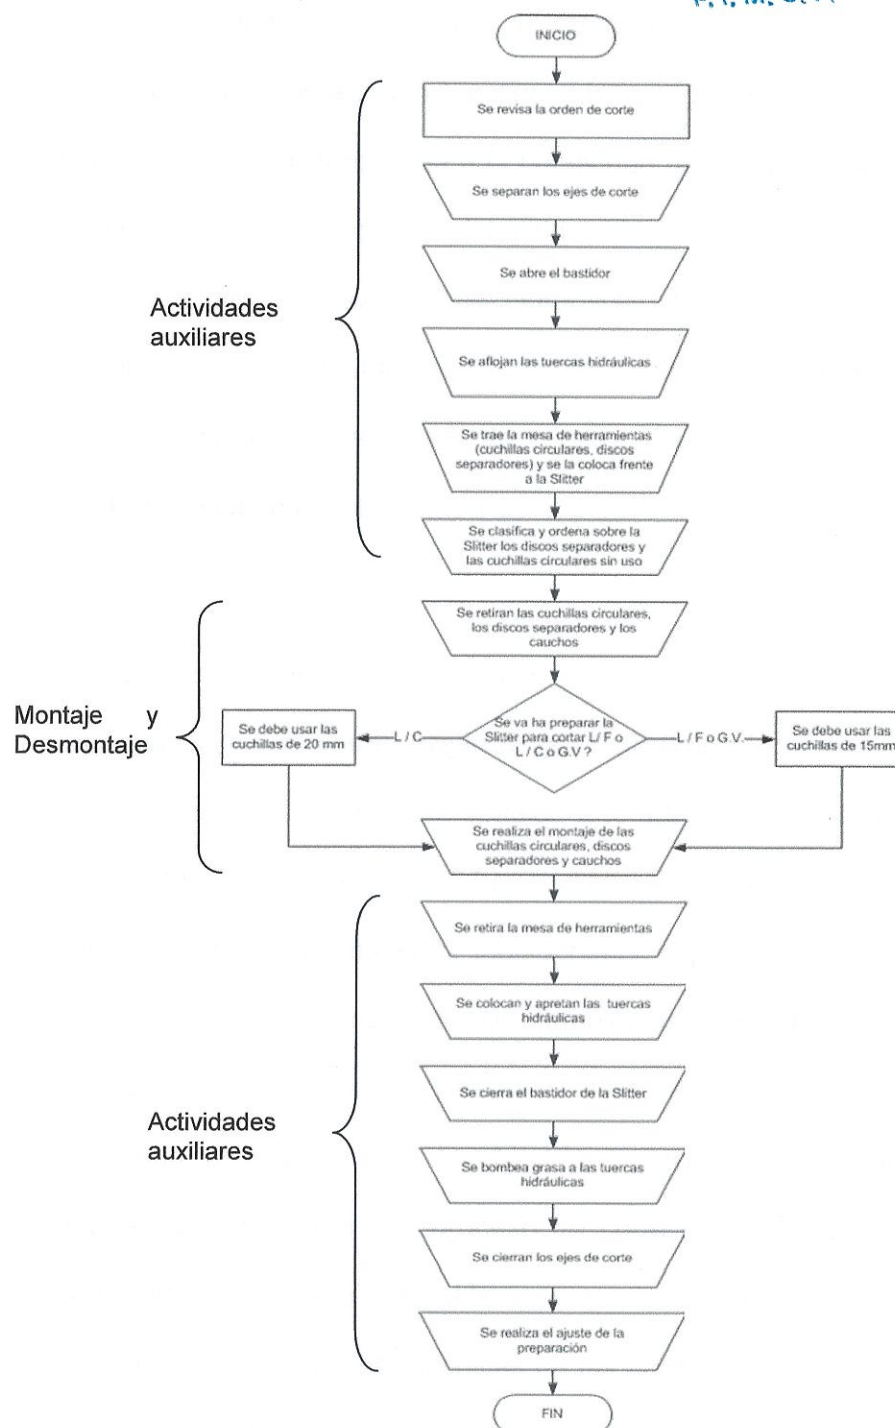 INICIO
Se revisa la orden de corte
Se separan los ejes de corte
Se abre el bastidor
Actividades
auxiliares
Se aflojan las tuercas hidráulicas
Se trae la mesa de herramientas
(cuchillas circulares, discos
separadores) y se la coloca frente
a la Slitter
Se clasifica y ordena sobre la
Slitter los discos separadores y
las cuchillas circulares sin uso
Se retiran las cuchillas circulares,
los discos separadores y los
cauchos
Montaje y
Desmontaje
Se debe usar las
cuchillas de 20 mm
L / C
Se va ha preparar la
Slitter para cortar L/ F o
L / C o G.V ?
L / F o G.V.
Se debe usar las
cuchillas de 15mm
Se realiza el montaje de las
cuchillas circulares, discos
separadores y cauchos
Se retira la mesa de herramientas
Se colocan y apretan las tuercas
hidráulicas
Se cierra el bastidor de la Slitter
Actividades
auxiliares
Se bombea grasa a las tuercas
hidráulicas
Se cierran los ejes de corte
Se realiza el ajuste de la
preparación
FIN